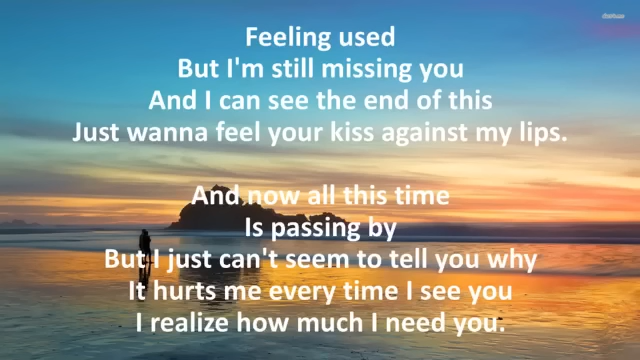 Feeling used
But I'm still missing you
And I can see the end of this
Just wanna feel your kiss against my lips.
And now all this time
Is passing by
But I just can't seem to tell you why
It hurts me every time I see you
I realize how much I need you.